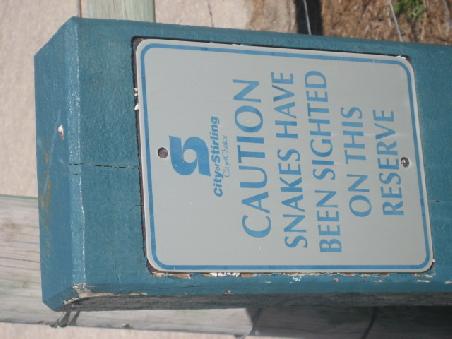 City of Stirling
CAUTION
SNAKES HAVE
BEEN SIGHTED
ON THIS
RESERVE